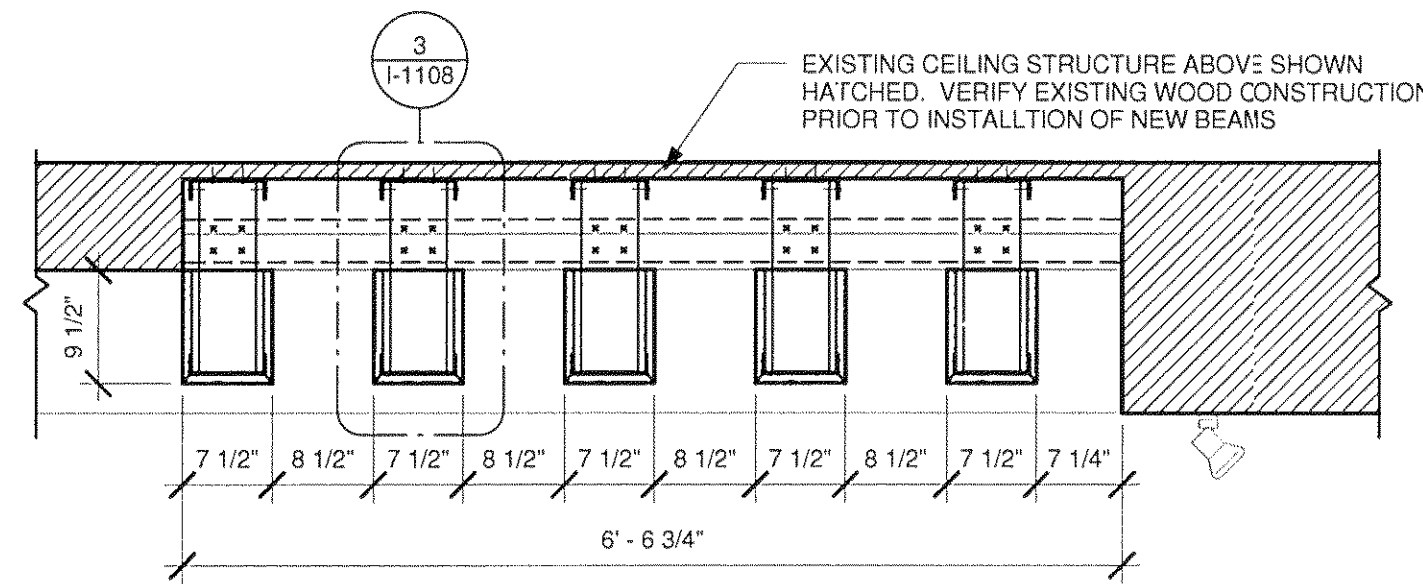 3
I-1108
EXISTING CEILING STRUCTURE ABOVE SHOWN
HATCHED. VERIFY EXISTING WOOD CONSTRUCTION
PRIOR TO INSTALLTION OF NEW BEAMS
9 1/2"
7 1/2" 8 1/2" 7 1/2" 8 1/2" 7 1/2" 8 1/2" 7 1/2" 8 1/2" 7 1/2" 7 1/4"
6' - 6 3/4"